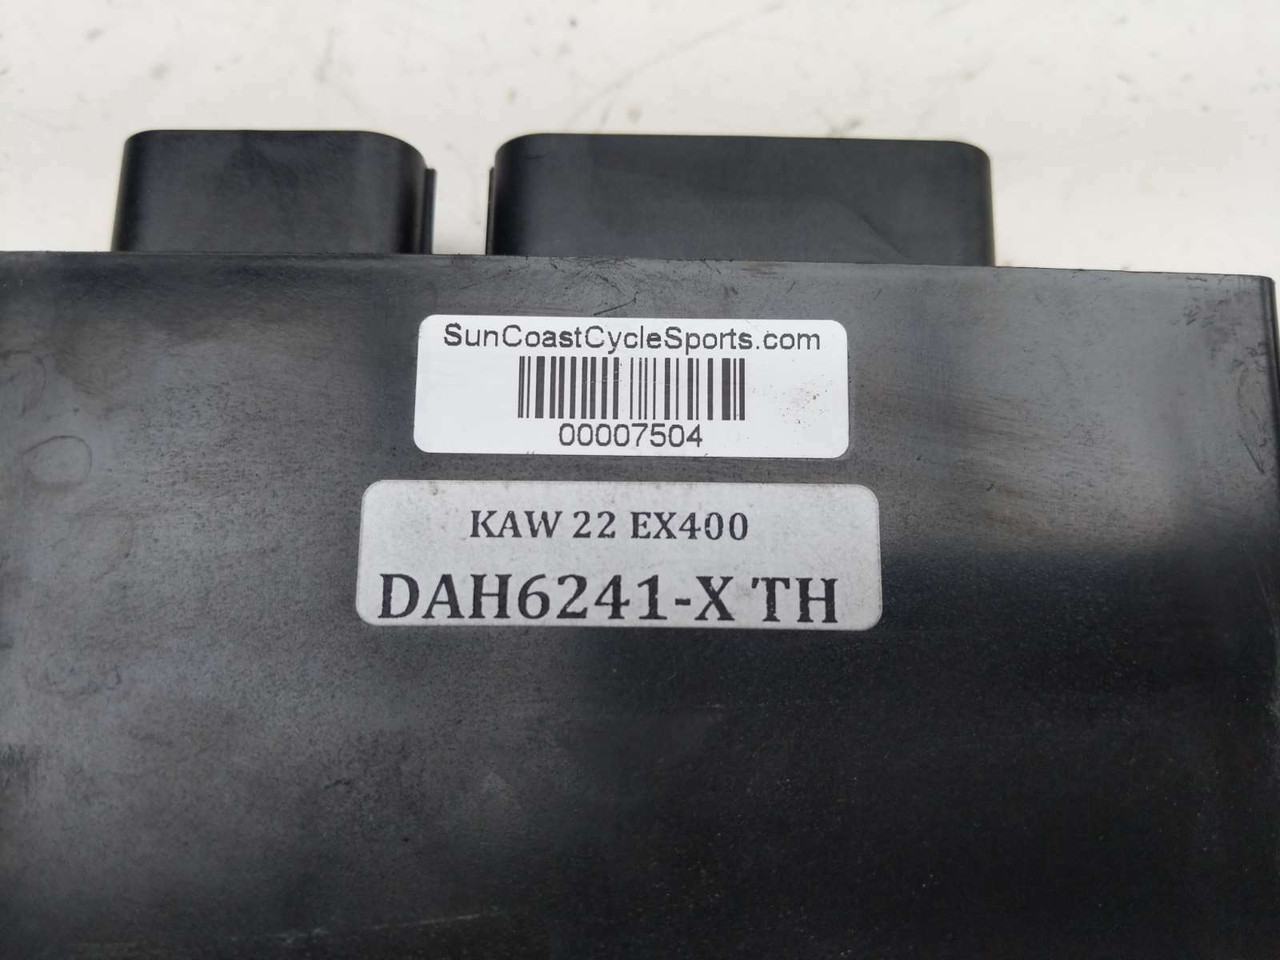 SunCoastCycleSports.com
00007504
KAW 22 EX400
DAH6241-X TH